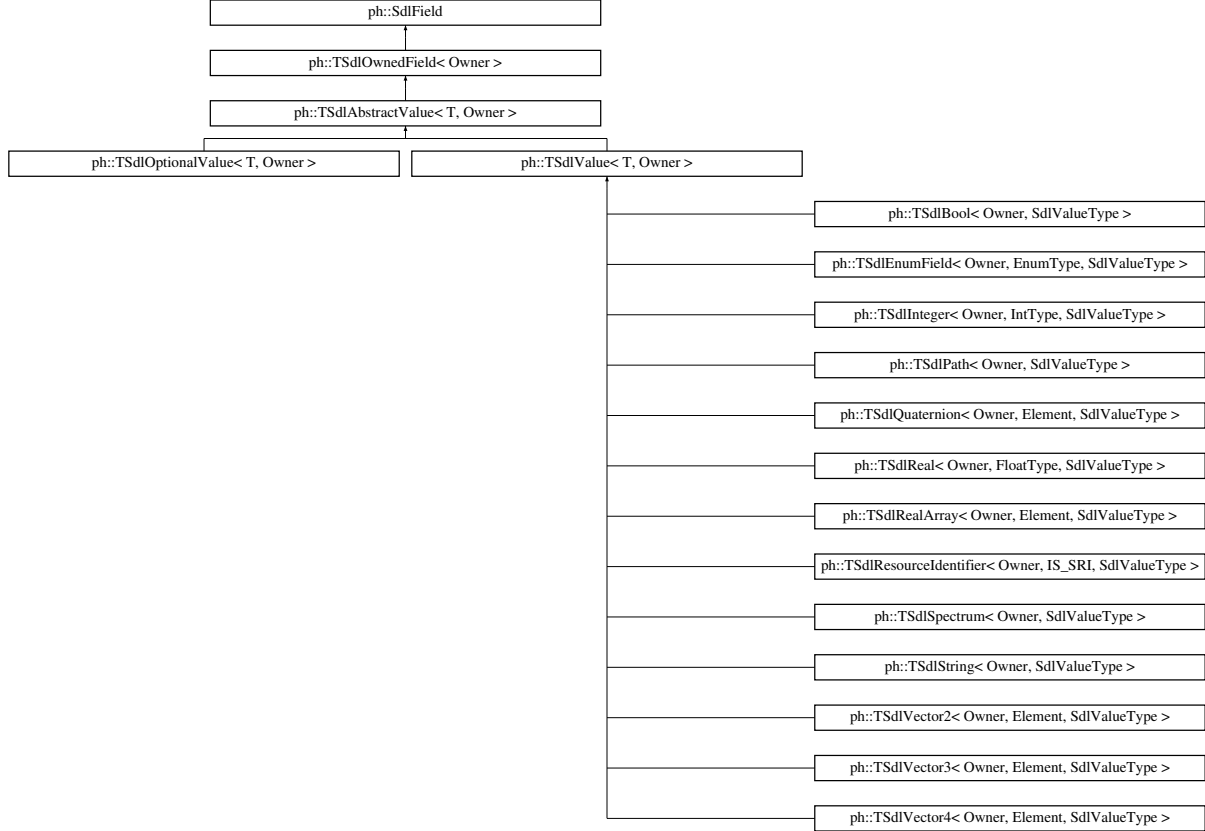 ph::SdlField
ph::TSdlOwnedField< Owner >
ph::TSdlAbstractValue< T, Owner >
ph::TSdlOptionalValue< T, Owner >
ph::TSdlValue< T, Owner >
ph::TSdlBool< Owner, SdlValueType >
ph::TSdlEnumField< Owner, EnumType, SdlValueType >
ph::TSdlInteger< Owner, IntType, SdlValueType >
ph::TSdlPath< Owner, SdlValueType >
ph::TSdlQuaternion< Owner, Element, SdlValueType >
ph::TSdlReal< Owner, FloatType, SdlValueType >
ph::TSdlRealArray< Owner, Element, SdlValueType >
ph::TSdlResourceIdentifier< Owner, IS_SRI, SdlValueType >
ph::TSdlSpectrum< Owner, SdlValueType >
ph::TSdlString< Owner, SdlValueType >
ph::TSdlVector2< Owner, Element, SdlValueType >
ph::TSdlVector3< Owner, Element, SdlValueType >
ph::TSdlVector4< Owner, Element, SdlValueType >